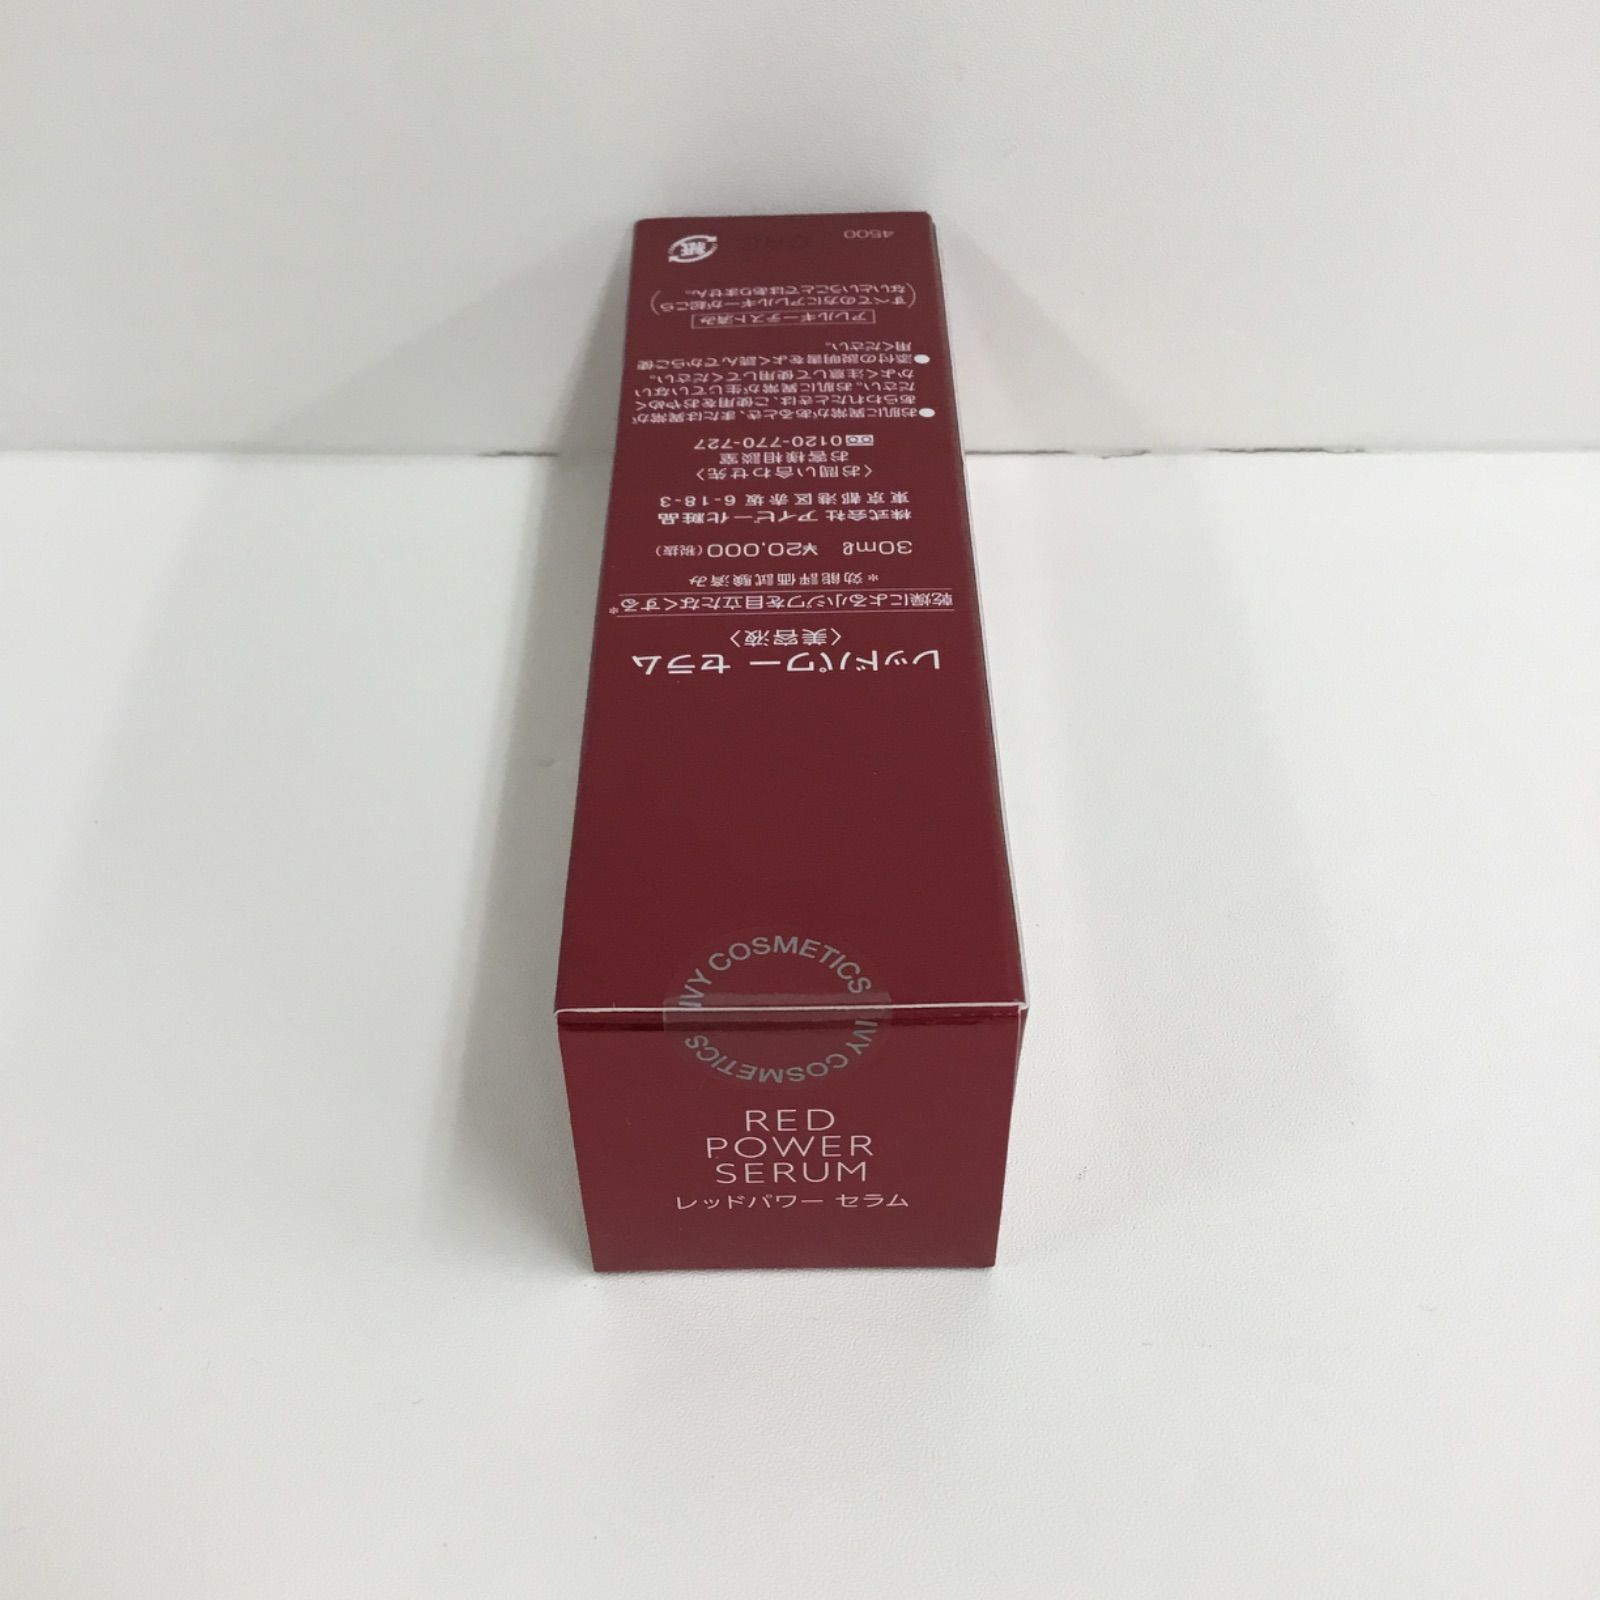 RED
POWER
SERUM
レッドパワー セラム
IVY COSMETICS IVY COSMETICS
レッドパワー セラム
〈美容液〉
乾燥による小ジワを目立たなくする*
*効能評価試験済み
30mℓ ¥20,000(税抜)
株式会社 アイビー化粧品
東京都港区赤坂6-18-3
〈お問い合わせ先〉
お客様相談室
0120-770-727
●お肌に異常があるとき、または異常が
あらわれたときは、ご使用をおやめく
ださい。お肌に異常が生じていない
かよく注意して使用してください。
●添付の説明書をよく読んでからご使
用ください。
アレルギーテスト済み
(すべての方にアレルギーが起こら
ないということではありません。)
4500
紙